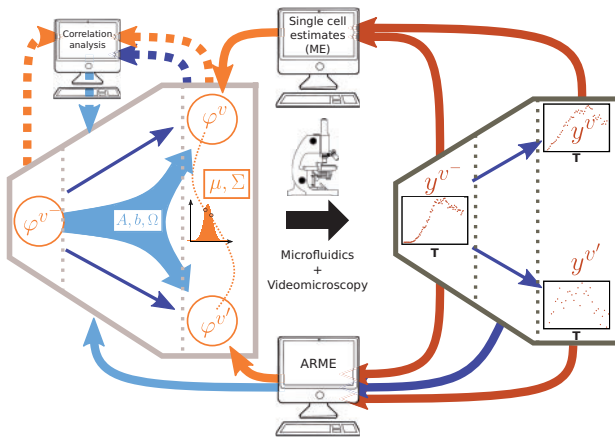 Correlation
analysis
Single cell
estimates
(ME)
φ^v
μ, Σ
φ^{v^-}
A, b, Ω
φ^{v'}
Microfluidics
+
Videomicroscopy
ARME
y^v
T
y^{v^-}
T
y^{v'}
T